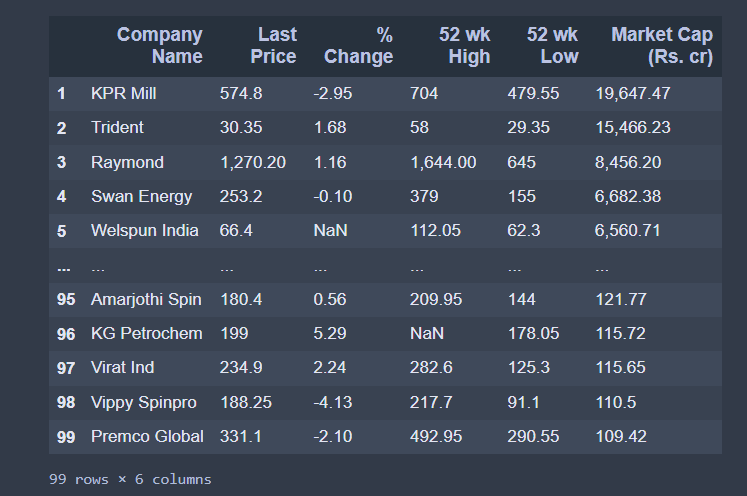 Company Name Last Price % Change 52 wk High 52 wk Low Market Cap (Rs. cr)
1 KPR Mill 574.8 -2.95 704 479.55 19,647.47
2 Trident 30.35 1.68 58 29.35 15,466.23
3 Raymond 1,270.20 1.16 1,644.00 645 8,456.20
4 Swan Energy 253.2 -0.10 379 155 6,682.38
5 Welspun India 66.4 NaN 112.05 62.3 6,560.71
... ... ... ... ... ... ...
95 Amarjothi Spin 180.4 0.56 209.95 144 121.77
96 KG Petrochem 199 5.29 NaN 178.05 115.72
97 Virat Ind 234.9 2.24 282.6 125.3 115.65
98 Vippy Spinpro 188.25 -4.13 217.7 91.1 110.5
99 Premco Global 331.1 -2.10 492.95 290.55 109.42
99 rows × 6 columns